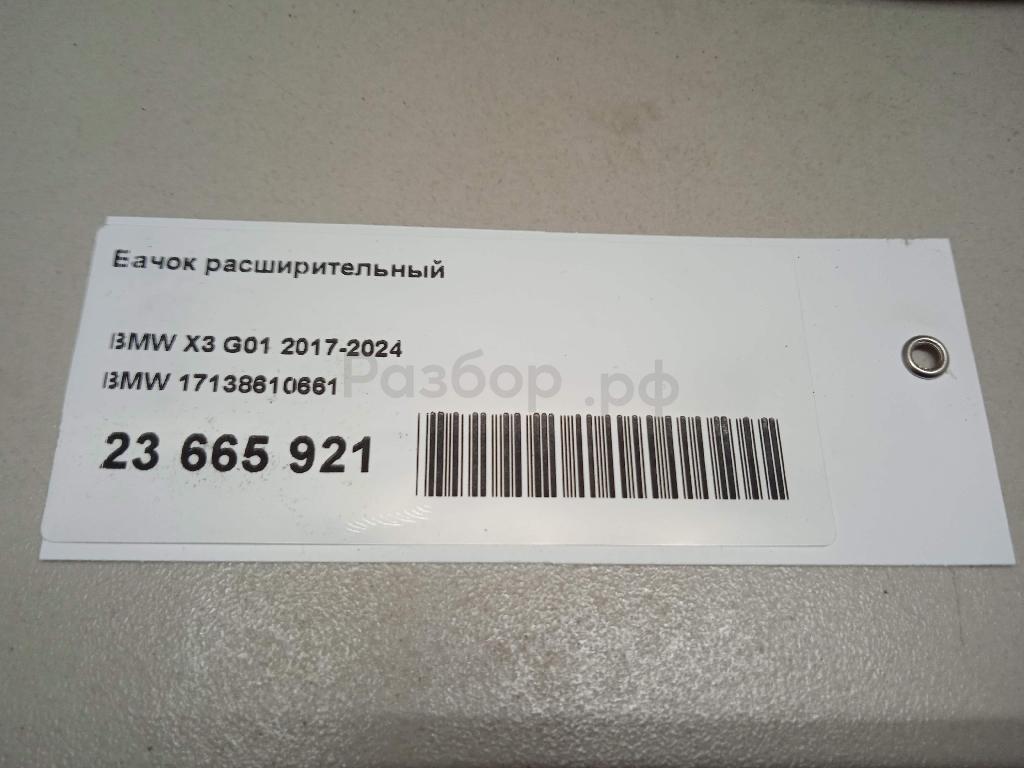 Бачок расширительный
BMW X3 G01 2017-2024
BMW 17138610661
Разбор.рф
23 665 921